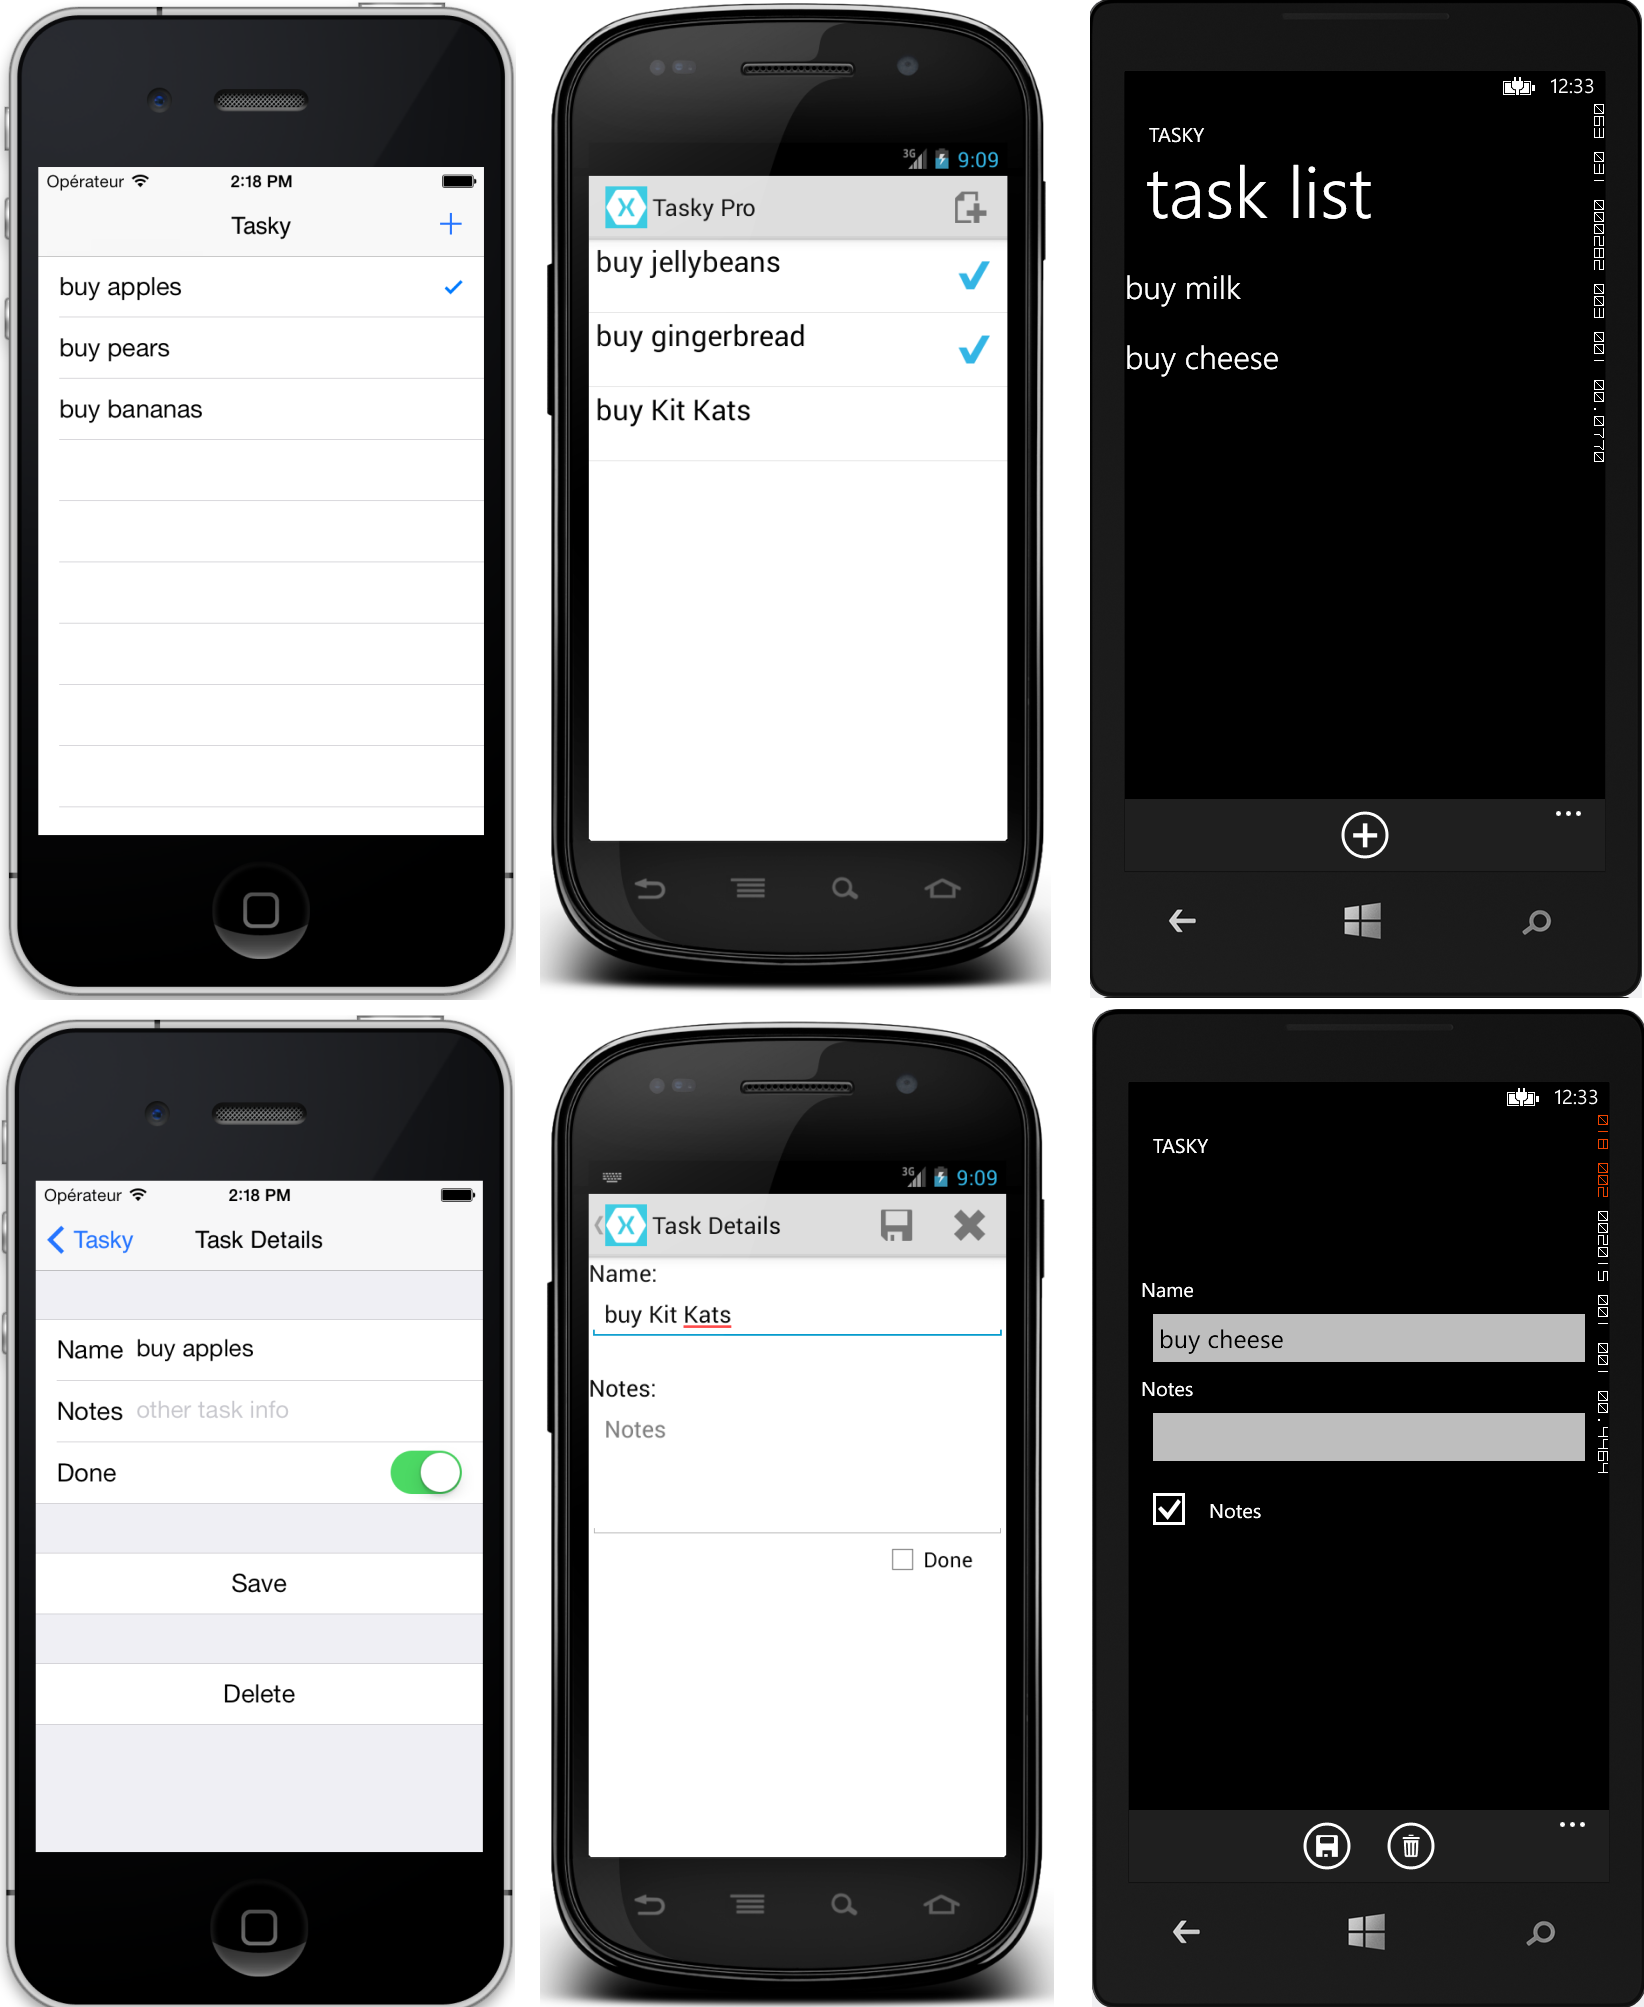 Opérateur 2:18 PM
Tasky +
buy apples
buy pears
buy bananas
3G 9:09
Tasky Pro
buy jellybeans
buy gingerbread
buy Kit Kats
12:33
TASKY
task list
buy milk
buy cheese
Opérateur 2:18 PM
Tasky Task Details
Name buy apples
Notes other task info
Done
Save
Delete
3G 9:09
Task Details
Name:
buy Kit Kats
Notes:
Notes
Done
12:33
TASKY
Name
buy cheese
Notes
Notes